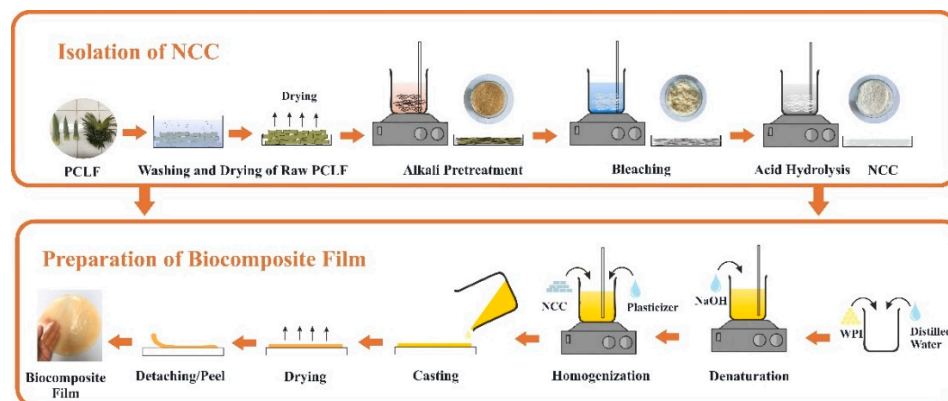 Isolation of NCC
Drying
PCLF
Washing and Drying of Raw PCLF
Alkali Pretreatment
Bleaching
Acid Hydrolysis
NCC
Preparation of Biocomposite Film
NCC
Plasticizer
NaOH
WPI
Distilled
Water
Biocomposite
Film
Detaching/Peel
Drying
Casting
Homogenization
Denaturation